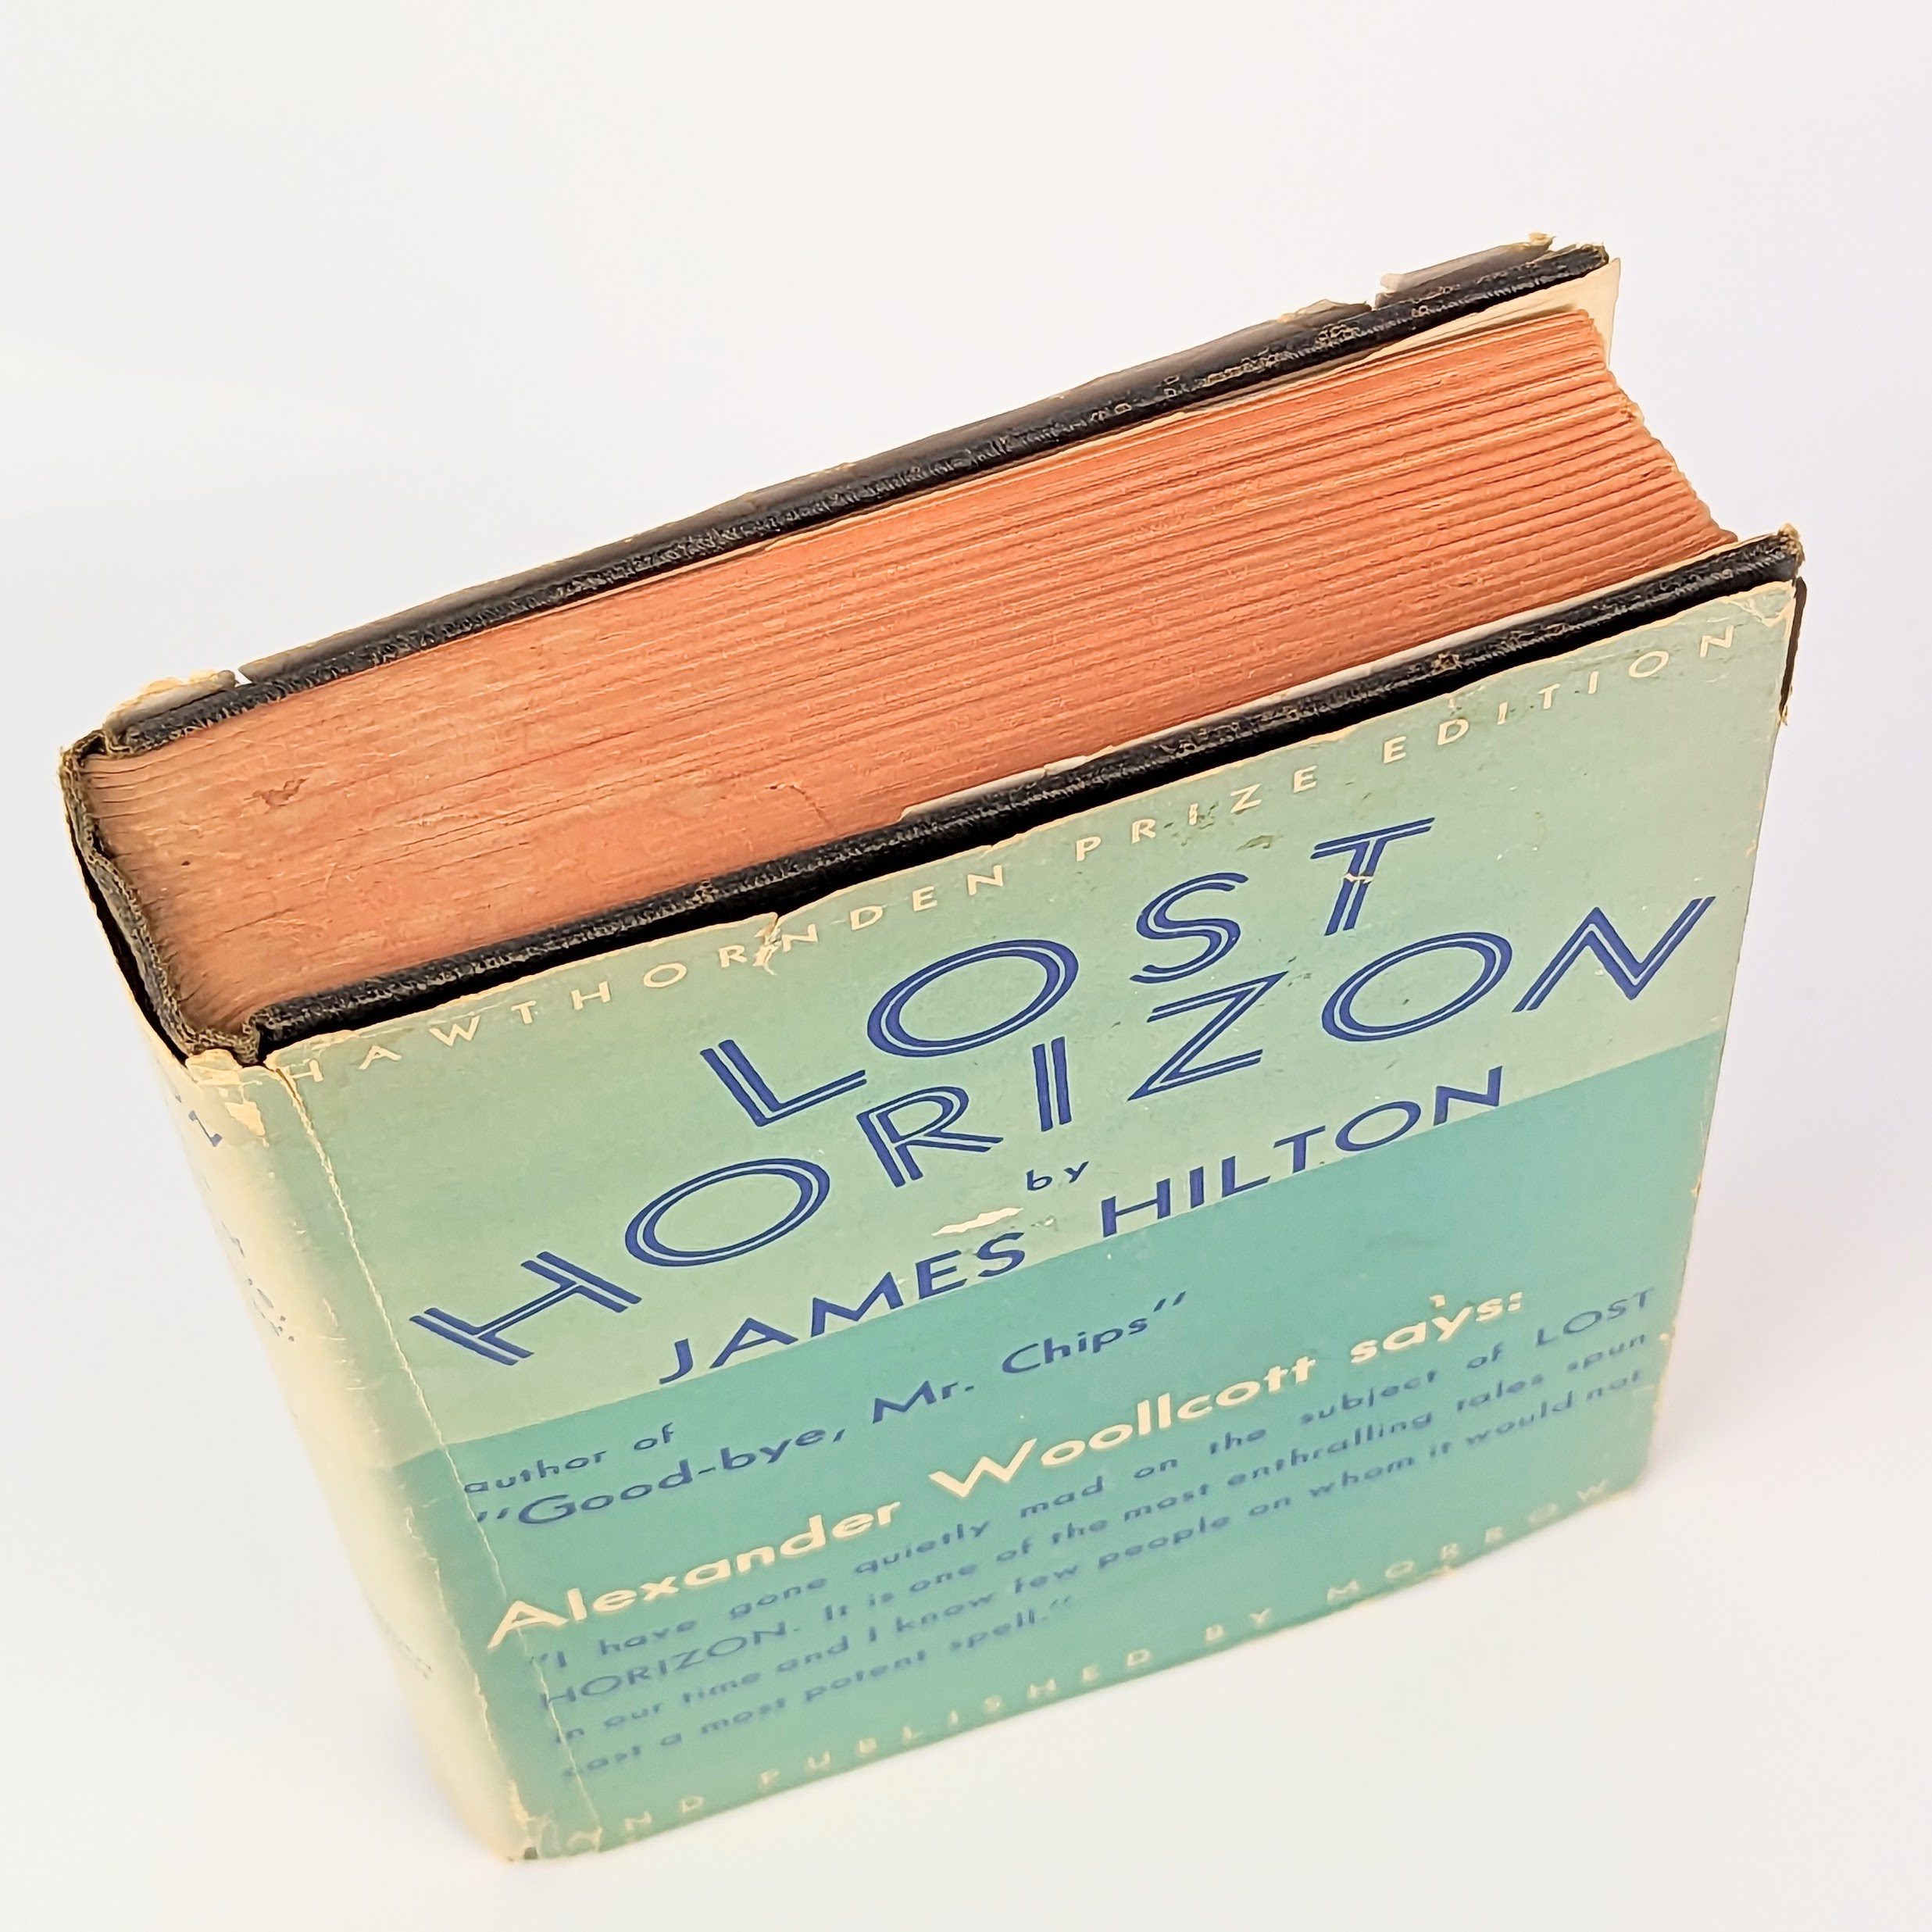 HAWTHORNDEN PRIZE EDITION
LOST
HORIZON
by
JAMES HILTON
author of
"Good-bye, Mr. Chips"
Alexander Woollcott says:
"I have gone quietly mad on the subject of LOST
HORIZON. It is one of the most enthralling tales spun
in our time and I know few people on whom it would not
cast a most potent spell."
AND PUBLISHED BY MORROW